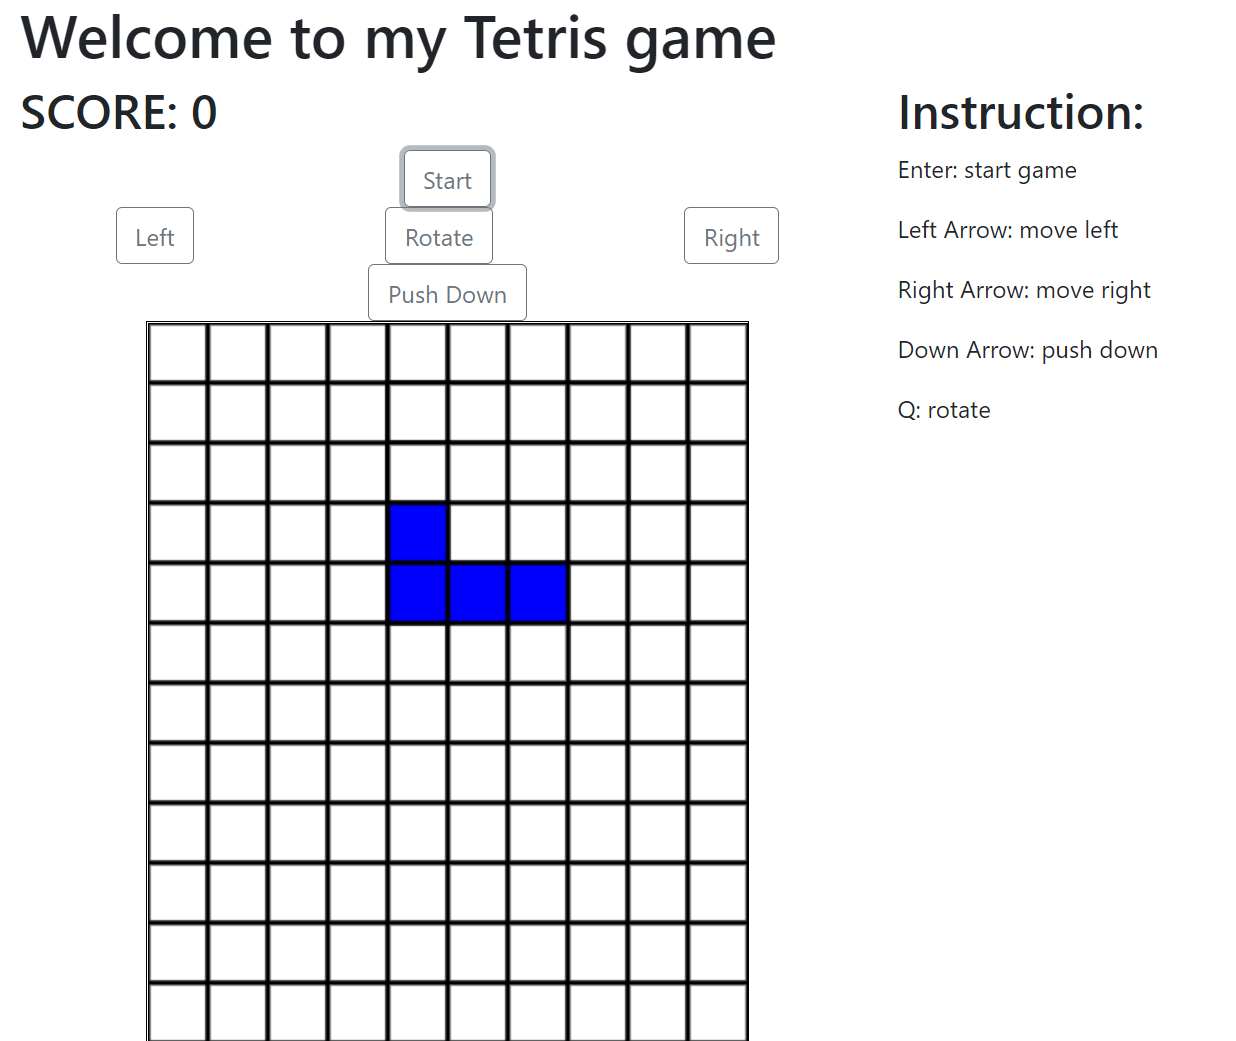 Welcome to my Tetris game
SCORE: 0
Start
Left
Rotate
Right
Push Down
Instruction:
Enter: start game
Left Arrow: move left
Right Arrow: move right
Down Arrow: push down
Q: rotate